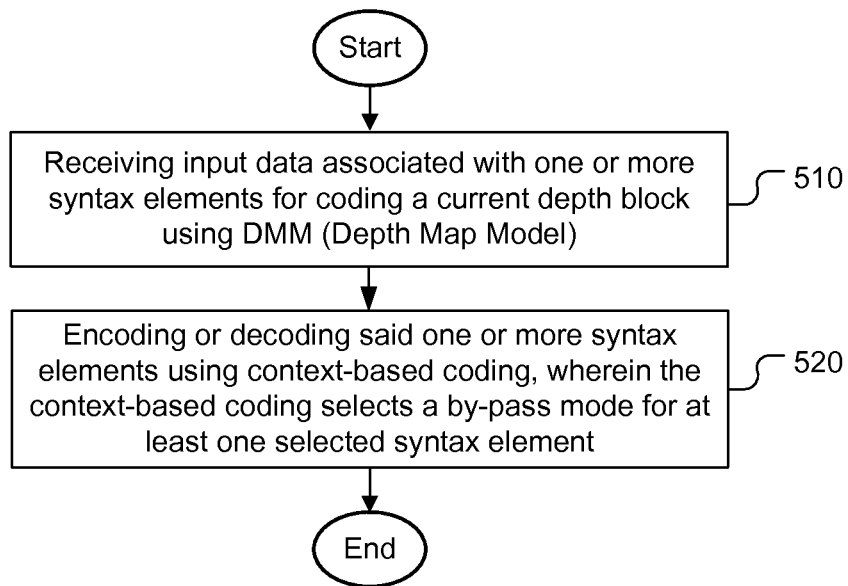 Start
Receiving input data associated with one or more
syntax elements for coding a current depth block
using DMM (Depth Map Model)
510
Encoding or decoding said one or more syntax
elements using context-based coding, wherein the
context-based coding selects a by-pass mode for at
least one selected syntax element
520
End